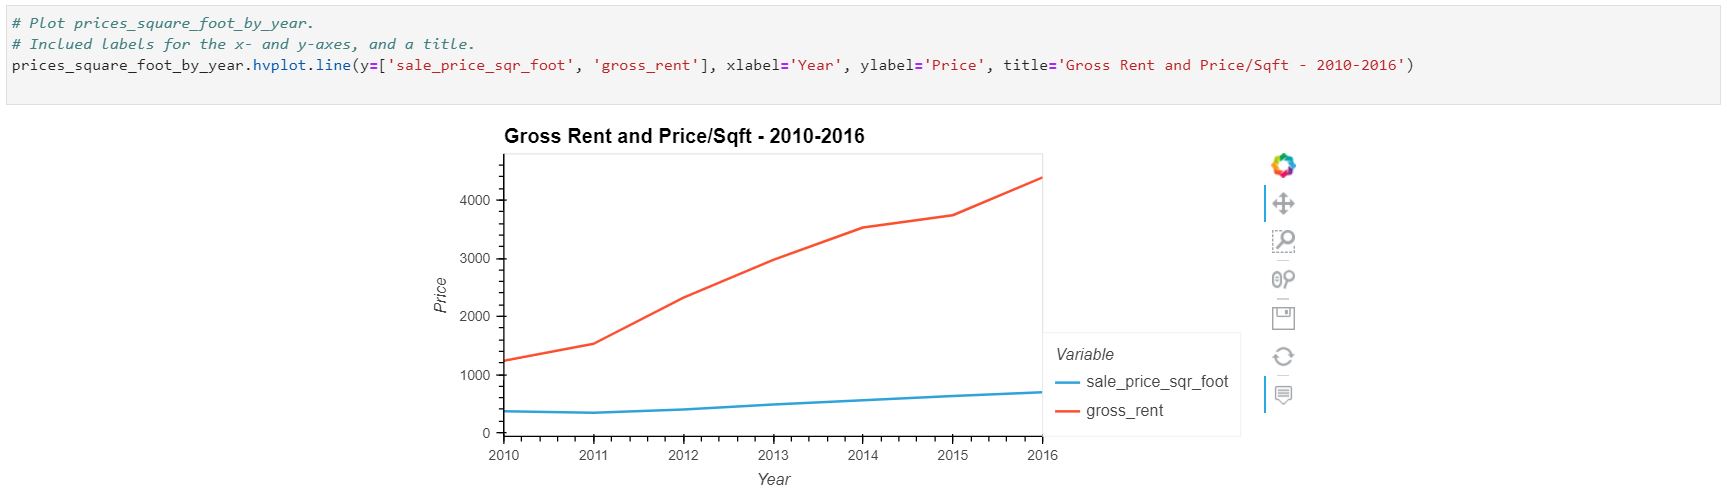 # Plot prices_square_foot_by_year.
# Inclued labels for the x- and y-axes, and a title.
prices_square_foot_by_year.hvplot.line(y=['sale_price_sqr_foot', 'gross_rent'], xlabel='Year', ylabel='Price', title='Gross Rent and Price/Sqft - 2010-2016')
Gross Rent and Price/Sqft - 2010-2016
4000
3000
2000
1000
0
Price
2010 2011 2012 2013 2014 2015 2016
Year
Variable
sale_price_sqr_foot
gross_rent